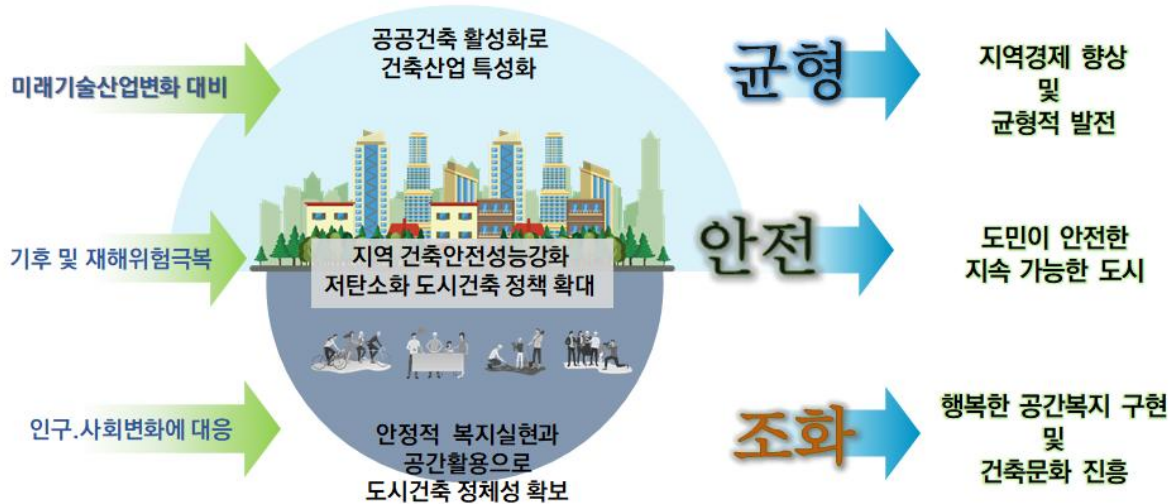 미래기술산업변화 대비
공공건축 활성화로
건축산업 특성화
균형
지역경제 향상
및
균형적 발전
기후 및 재해위험극복
지역 건축안전성능강화
저탄소화 도시건축 정책 확대
안전
도민이 안전한
지속 가능한 도시
인구.사회변화에 대응
안정적 복지실현과
공간활용으로
도시건축 정체성 확보
조화
행복한 공간복지 구현
및
건축문화 진흥